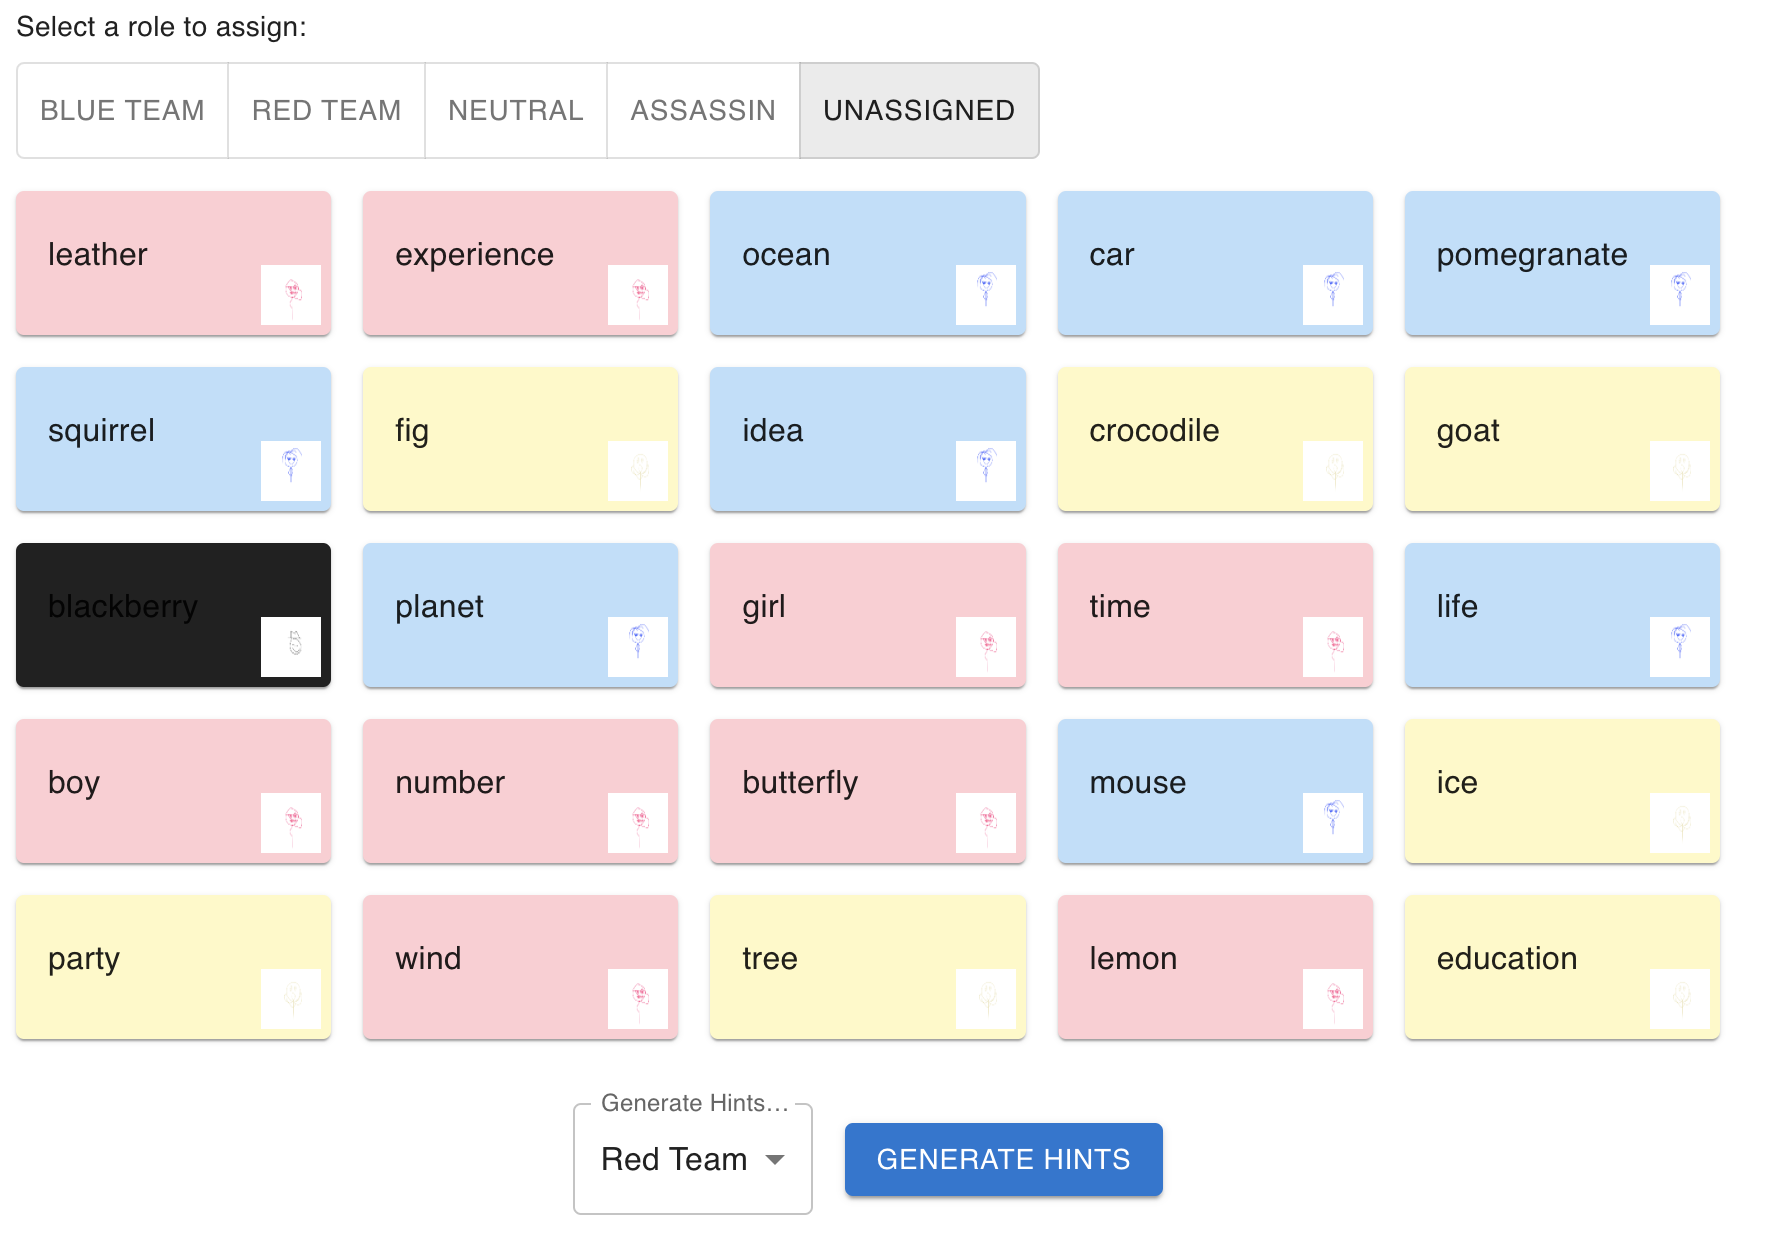 Select a role to assign:
BLUE TEAM RED TEAM NEUTRAL ASSASSIN UNASSIGNED
leather experience ocean car pomegranate
squirrel fig idea crocodile goat
blackberry planet girl time life
boy number butterfly mouse ice
party wind tree lemon education
Generate Hints...
Red Team GENERATE HINTS